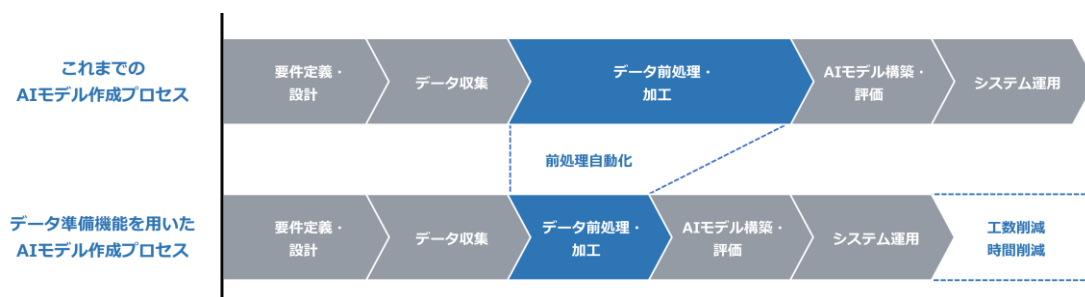 これまでの
AIモデル作成プロセス
要件定義・
設計
データ収集
データ前処理・
加工
AIモデル構築・
評価
システム運用
前処理自動化
データ準備機能を用いた
AIモデル作成プロセス
要件定義・
設計
データ収集
データ前処理・
加工
AIモデル構築・
評価
システム運用
工数削減
時間削減